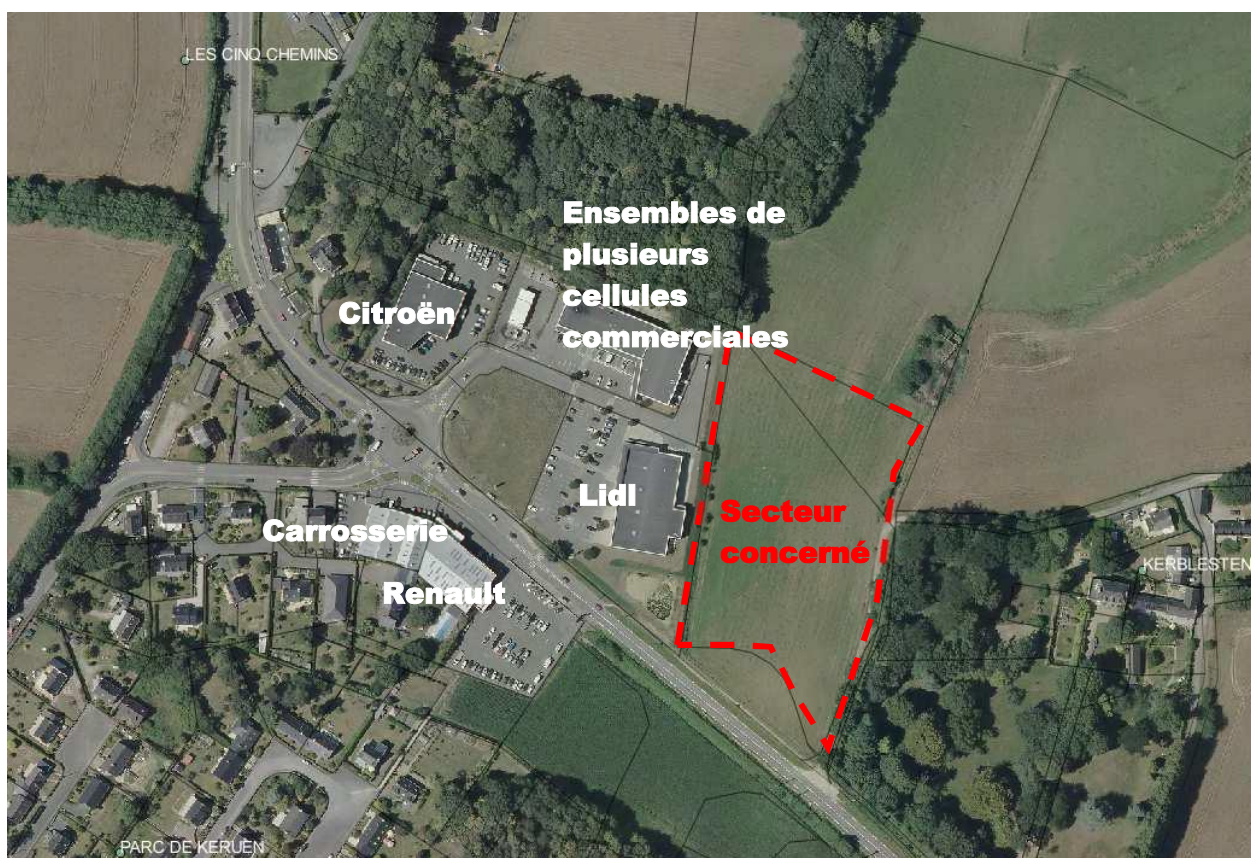 LES CINQ CHEMINS
Ensembles de
plusieurs
cellules
commerciales
Citroën
Lidl
Secteur
concerné
Carrosserie
Renault
KERBLESTEN
PARC DE KERUEN